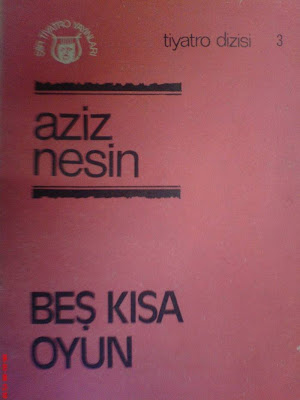 tiyatro dizisi 3
aziz
nesin
BEŞ KISA
OYUN